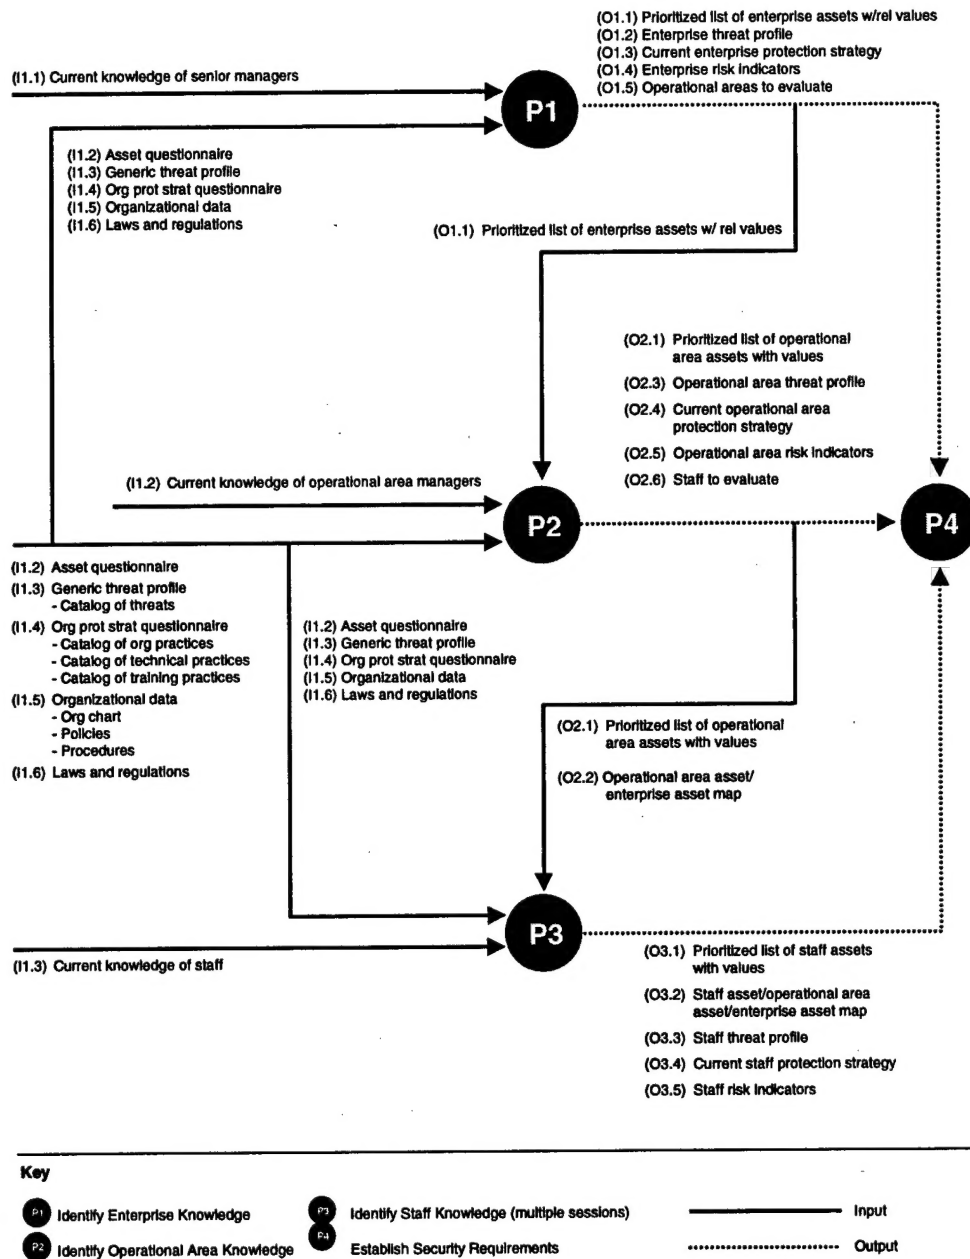 (O1.1) Prioritized list of enterprise assets w/rel values
(O1.2) Enterprise threat profile
(O1.3) Current enterprise protection strategy
(O1.4) Enterprise risk indicators
(O1.5) Operational areas to evaluate
(I1.1) Current knowledge of senior managers
P1
(I1.2) Asset questionnaire
(I1.3) Generic threat profile
(I1.4) Org prot strat questionnaire
(I1.5) Organizational data
(I1.6) Laws and regulations
(O1.1) Prioritized list of enterprise assets w/ rel values
(O2.1) Prioritized list of operational
area assets with values
(O2.3) Operational area threat profile
(O2.4) Current operational area
protection strategy
(O2.5) Operational area risk indicators
(O2.6) Staff to evaluate
(I1.2) Current knowledge of operational area managers
P2
P4
(I1.2) Asset questionnaire
(I1.3) Generic threat profile
- Catalog of threats
(I1.4) Org prot strat questionnaire
- Catalog of org practices
- Catalog of technical practices
- Catalog of training practices
(I1.5) Organizational data
- Org chart
- Policies
- Procedures
(I1.6) Laws and regulations
(I1.2) Asset questionnaire
(I1.3) Generic threat profile
(I1.4) Org prot strat questionnaire
(I1.5) Organizational data
(I1.6) Laws and regulations
(O2.1) Prioritized list of operational
area assets with values
(O2.2) Operational area asset/
enterprise asset map
P3
(I1.3) Current knowledge of staff
(O3.1) Prioritized list of staff assets
with values
(O3.2) Staff asset/operational area
asset/enterprise asset map
(O3.3) Staff threat profile
(O3.4) Current staff protection strategy
(O3.5) Staff risk indicators
Key
P1 Identify Enterprise Knowledge
P3 Identify Staff Knowledge (multiple sessions)
Input
P2 Identify Operational Area Knowledge
P4 Establish Security Requirements
Output